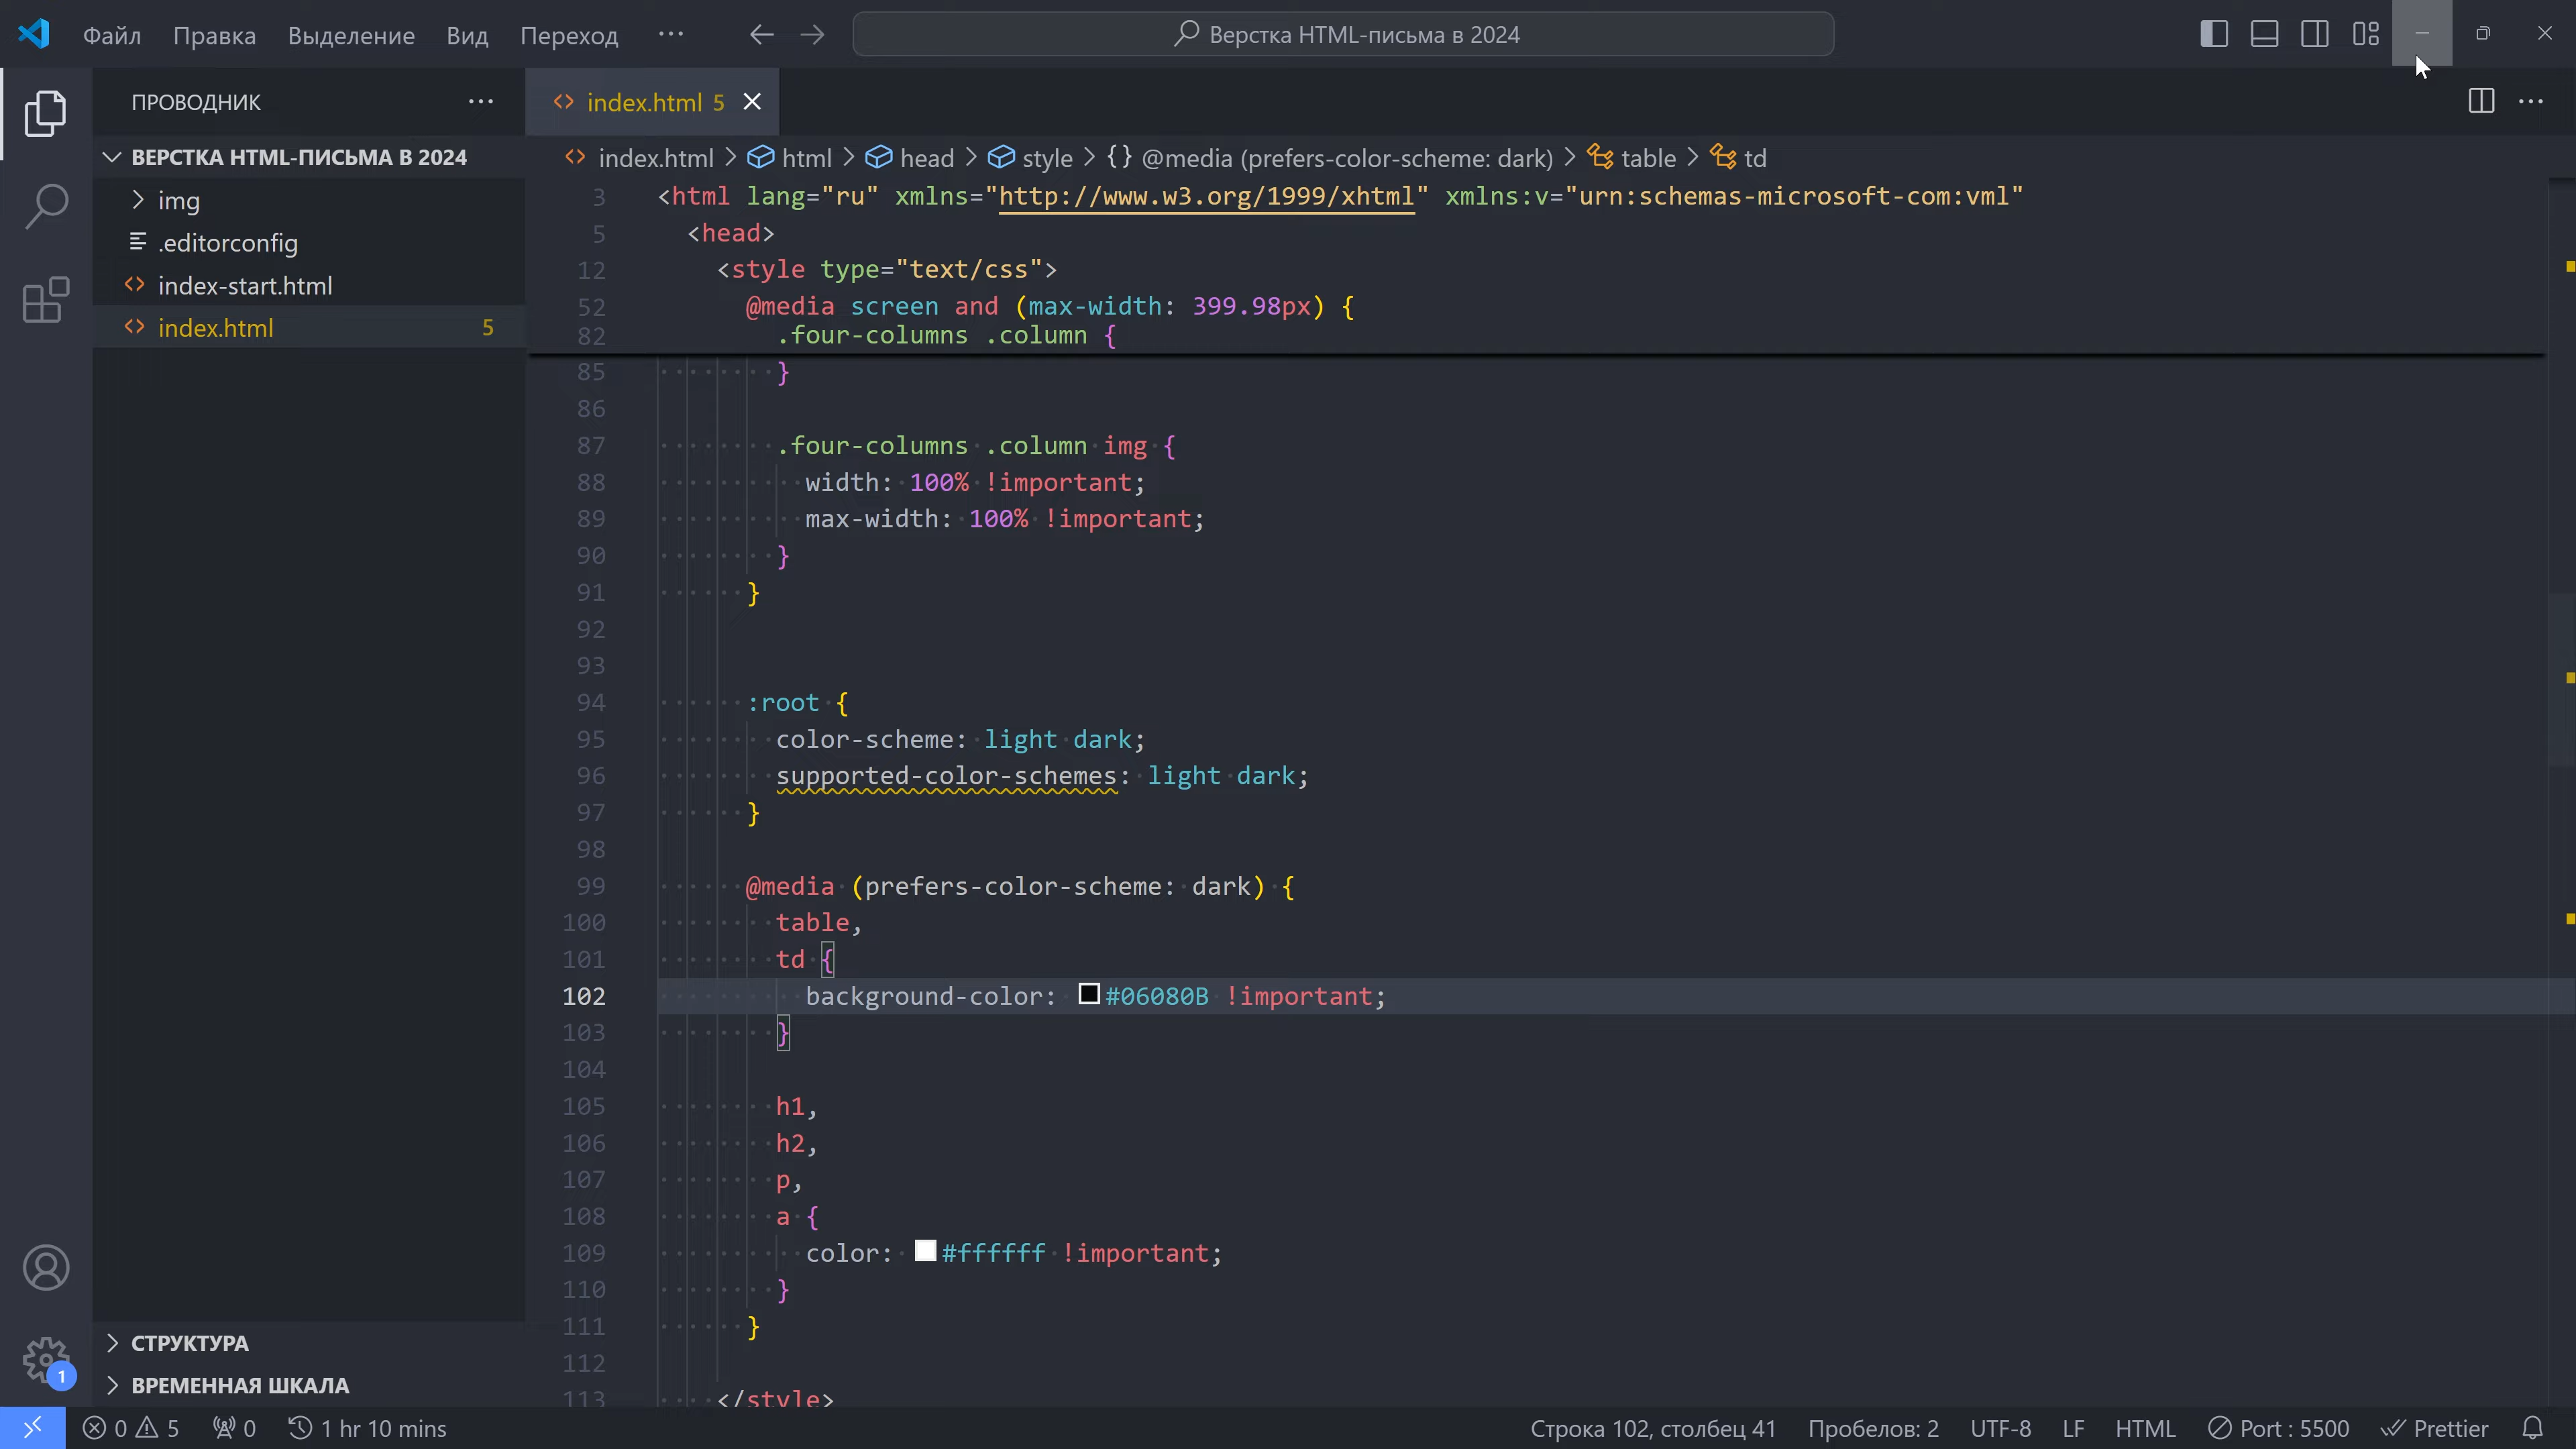 Файл Правка Выделение Вид Переход ··· Верстка HTML-письма в 2024
ПРОВОДНИК ···
index.html 5
ВЕРСТКА HTML-ПИСЬМА В 2024
img
.editorconfig
index-start.html
index.html 5
index.html > html > head > style > {} @media (prefers-color-scheme: dark) > table > td
3 <html lang="ru" xmlns="http://www.w3.org/1999/xhtml" xmlns:v="urn:schemas-microsoft-com:vml"
5 <head>
12 <style type="text/css">
52 @media screen and (max-width: 399.98px) {
82 .four-columns .column {
85 }
86
87 .four-columns .column img {
88 width: 100% !important;
89 max-width: 100% !important;
90 }
91 }
92
93
94 :root {
95 color-scheme: light dark;
96 supported-color-schemes: light dark;
97 }
98
99 @media (prefers-color-scheme: dark) {
100 table,
101 td {
102 background-color: #06080B !important;
103 }
104
105 h1,
106 h2,
107 p,
108 a {
109 color: #ffffff !important;
110 }
111 }
112
113 </style>
СТРУКТУРА
ВРЕМЕННАЯ ШКАЛА
1
0 5 0 1 hr 10 mins Строка 102, столбец 41 Пробелов: 2 UTF-8 LF HTML Port : 5500 Prettier